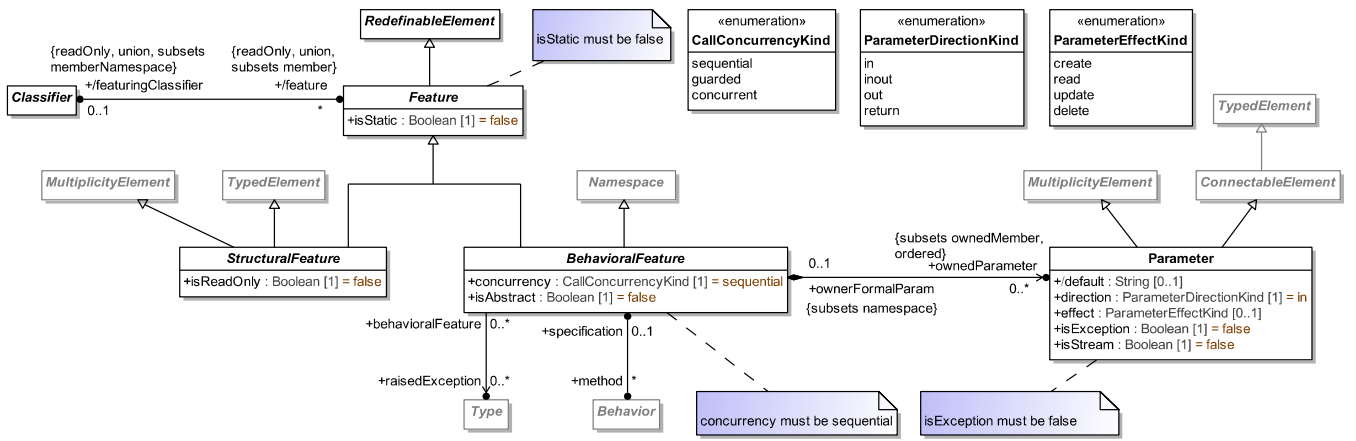 RedefinableElement
isStatic must be false
«enumeration»
CallConcurrencyKind
sequential
guarded
concurrent
«enumeration»
ParameterDirectionKind
in
inout
out
return
«enumeration»
ParameterEffectKind
create
read
update
delete
{readOnly, union, subsets
memberNamespace}
+/featuringClassifier
{readOnly, union,
subsets member}
+/feature
Classifier
0..1
*
Feature
+isStatic : Boolean [1] = false
TypedElement
MultiplicityElement
TypedElement
Namespace
MultiplicityElement
ConnectableElement
StructuralFeature
+isReadOnly : Boolean [1] = false
BehavioralFeature
+concurrency : CallConcurrencyKind [1] = sequential
+isAbstract : Boolean [1] = false
{subsets ownedMember,
ordered}
0..1
+ownedParameter
+ownerFormalParam
0..*
{subsets namespace}
Parameter
+/default : String [0..1]
+direction : ParameterDirectionKind [1] = in
+effect : ParameterEffectKind [0..1]
+isException : Boolean [1] = false
+isStream : Boolean [1] = false
+behavioralFeature 0..*
+specification 0..1
+raisedException 0..*
+method *
Type
Behavior
concurrency must be sequential
isException must be false